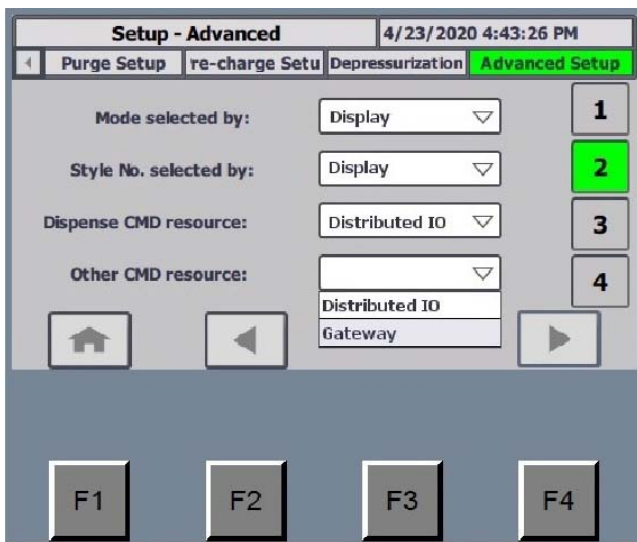 Setup - Advanced 4/23/2020 4:43:26 PM
Purge Setup re-charge Setu Depressurization Advanced Setup
Mode selected by: Display 1
Style No. selected by: Display 2
Dispense CMD resource: Distributed IO 3
Other CMD resource: 4
Distributed IO
Gateway
F1 F2 F3 F4